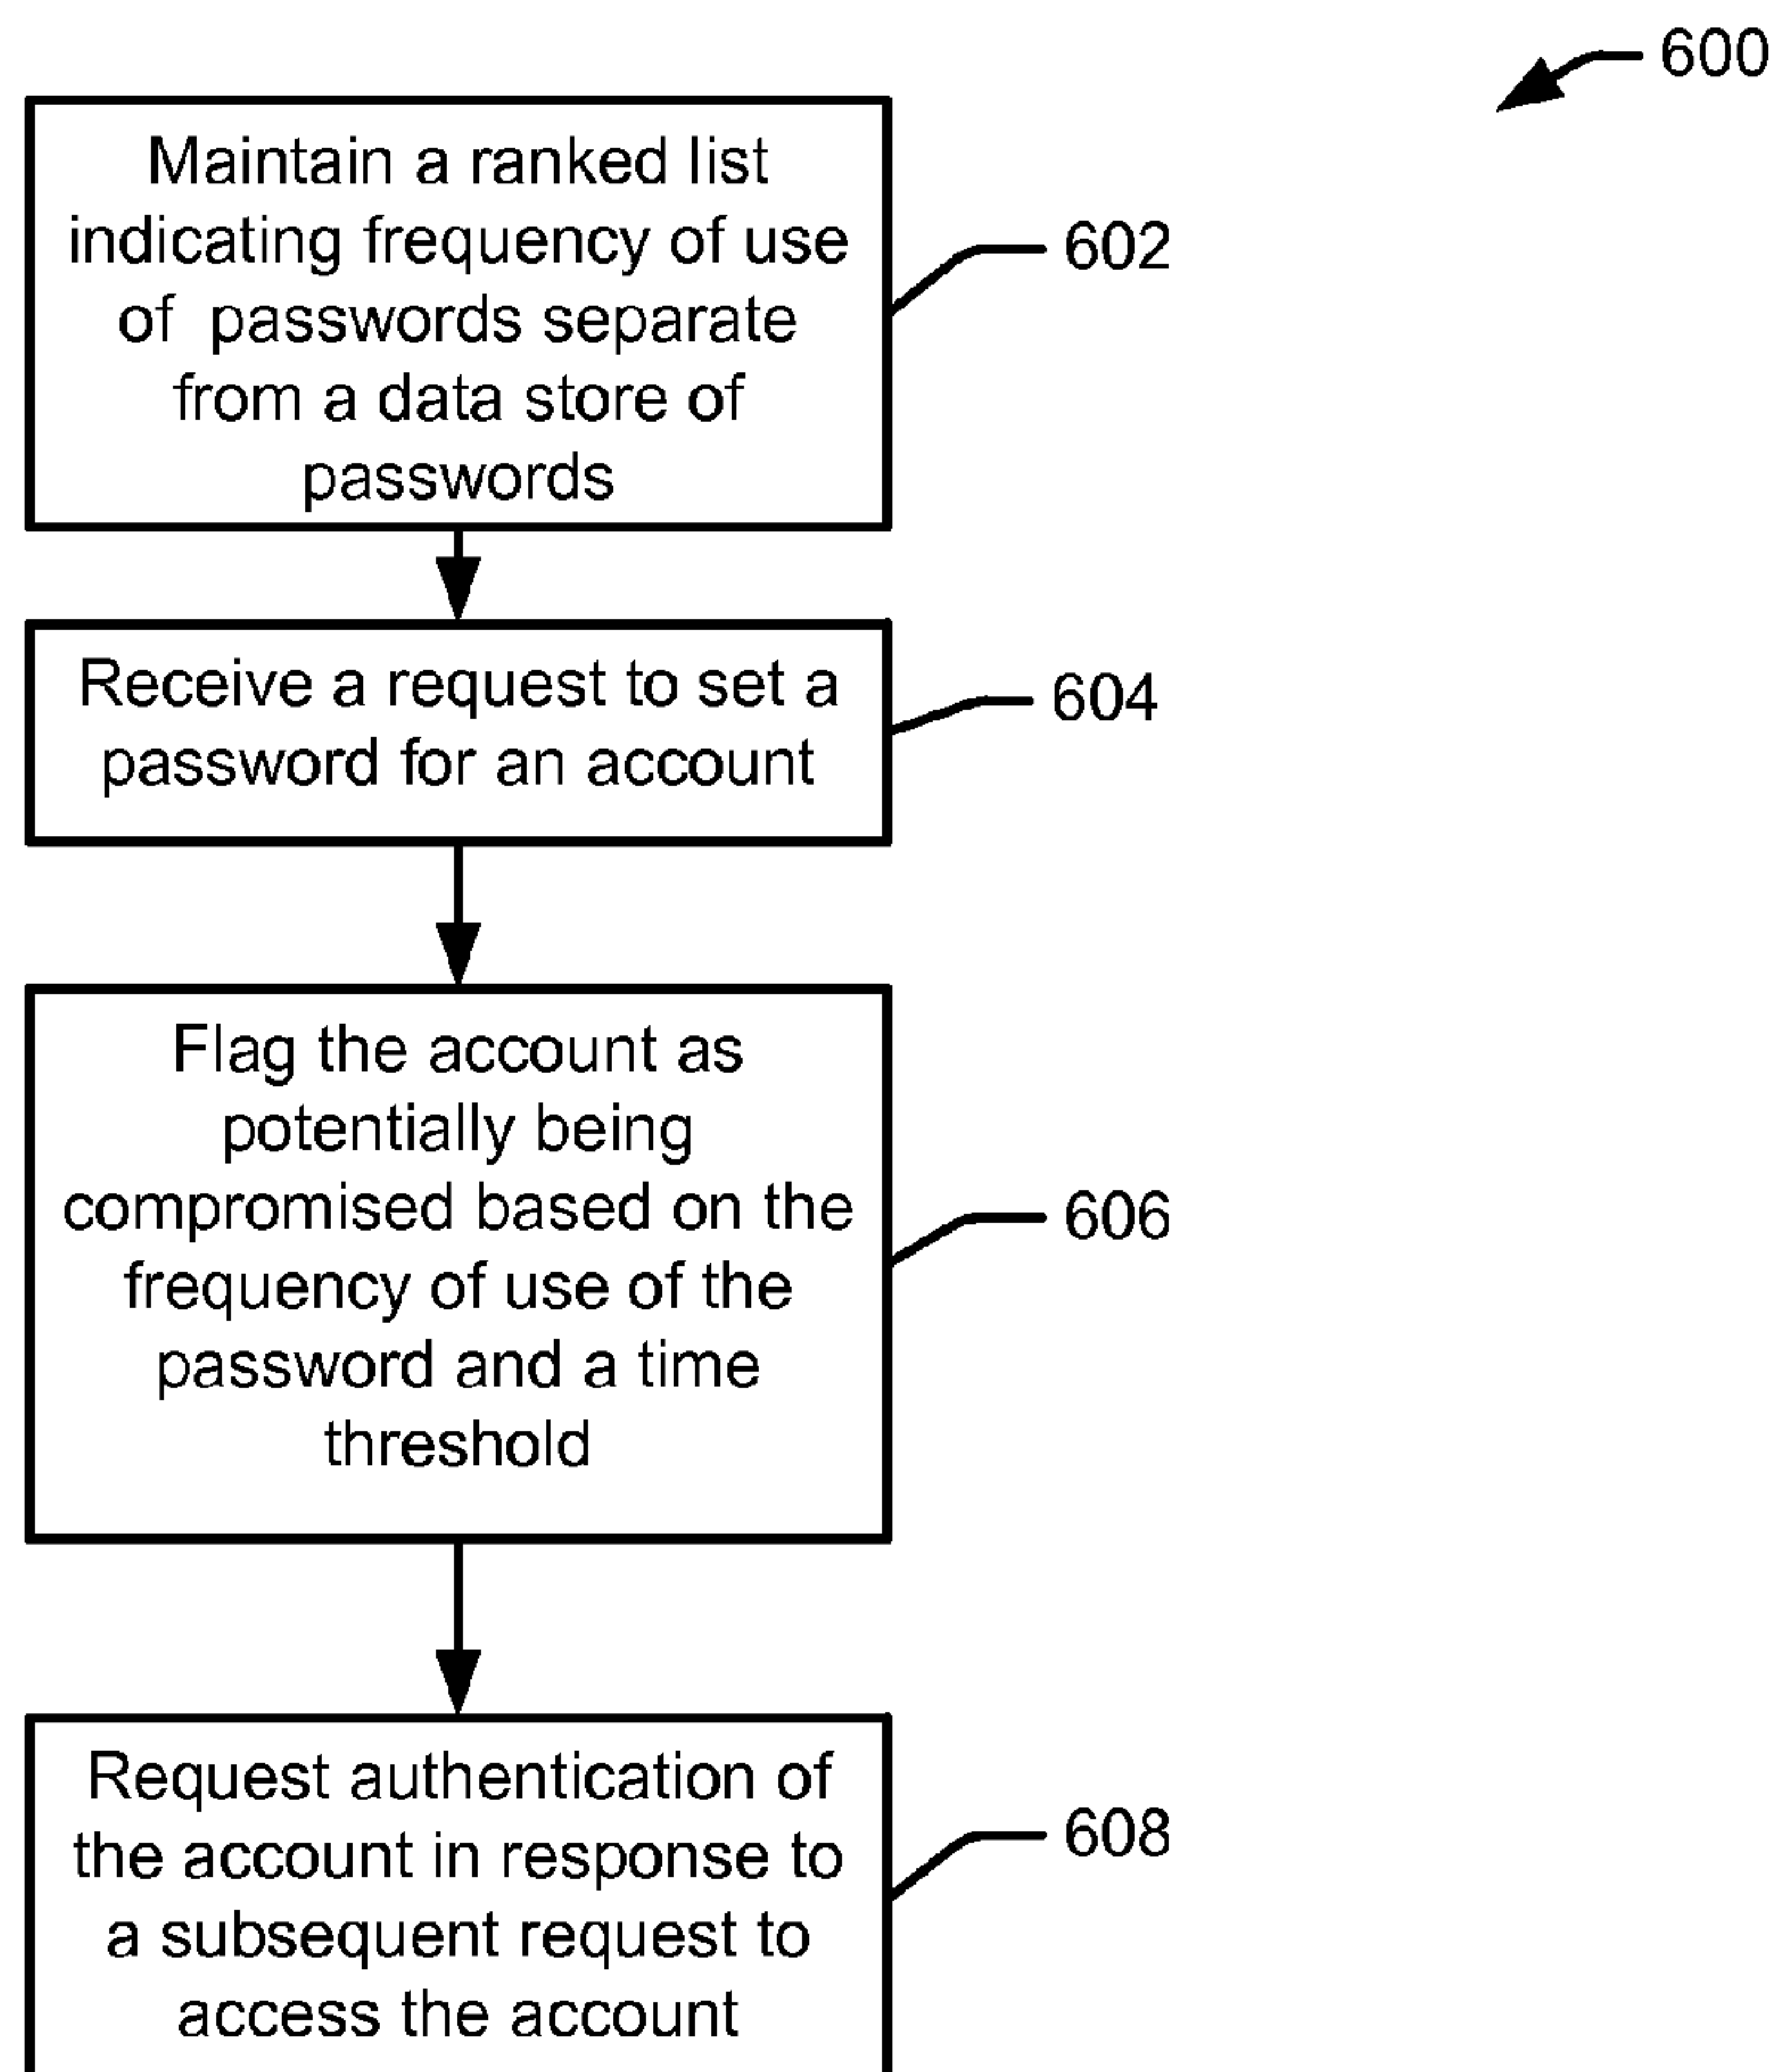 600
Maintain a ranked list
indicating frequency of use
of passwords separate
from a data store of
passwords
602
Receive a request to set a
password for an account
604
Flag the account as
potentially being
compromised based on the
frequency of use of the
password and a time
threshold
606
Request authentication of
the account in response to
a subsequent request to
access the account
608